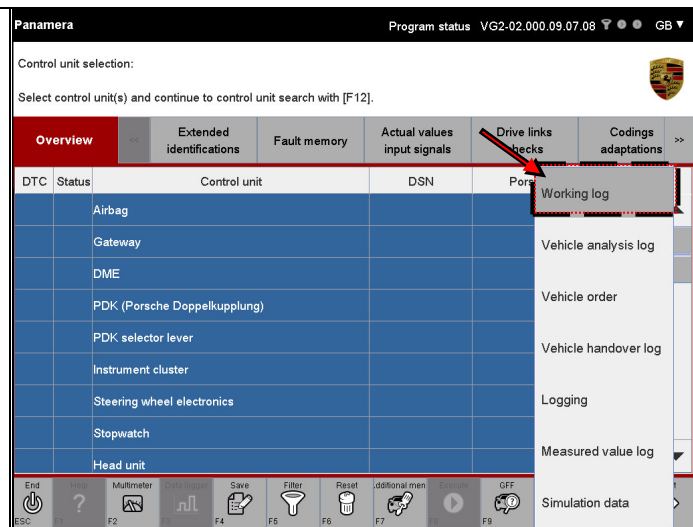 Panamera Program status VG2-02.000.09.07.08 GB
Control unit selection:
Select control unit(s) and continue to control unit search with [F12].
Overview << Extended identifications Fault memory Actual values input signals Drive links checks Codings adaptations >>
DTC Status Control unit DSN Pors
Airbag
Gateway
DME
PDK (Porsche Doppelkupplung)
PDK selector lever
Instrument cluster
Steering wheel electronics
Stopwatch
Head unit
Working log
Vehicle analysis log
Vehicle order
Vehicle handover log
Logging
Measured value log
Simulation data
End Help Multimeter Data logger Save Filter Reset dditional men Execute GFF
ESC F1 F2 F3 F4 F5 F6 F7 F8 F9